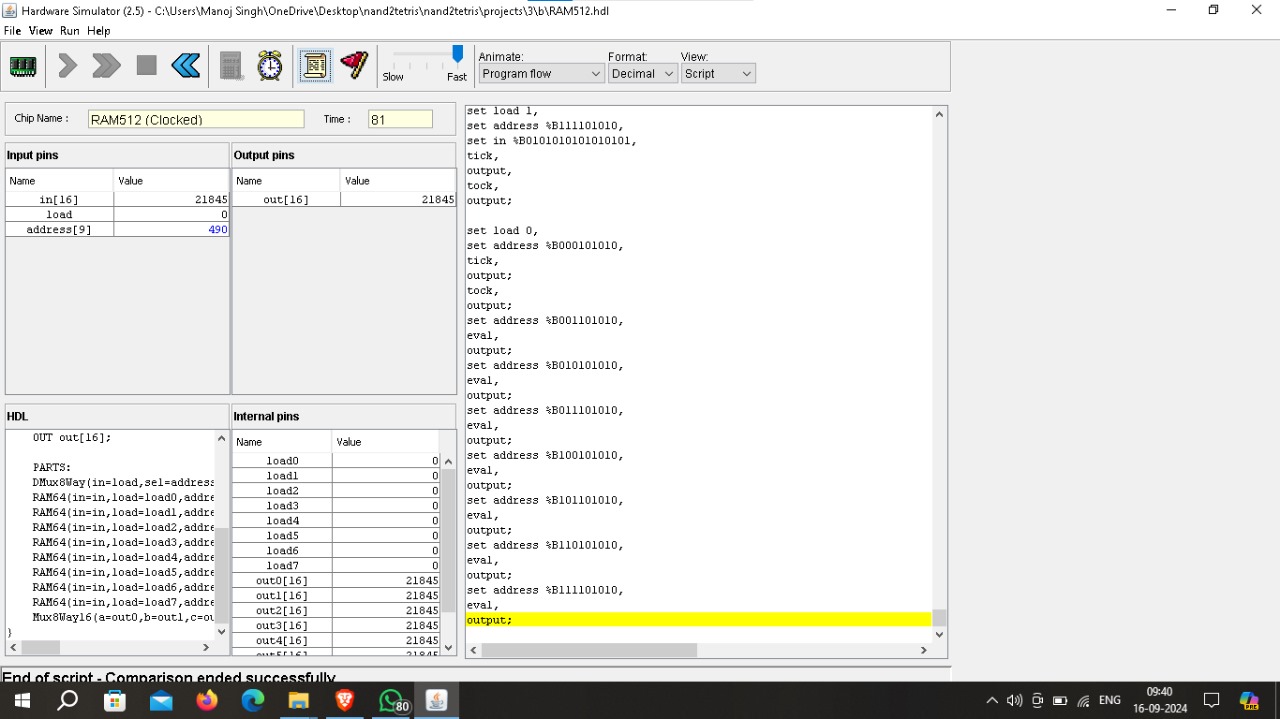 Hardware Simulator (2.5) - C:\Users\Manoj Singh\OneDrive\Desktop\nand2tetris\nand2tetris\projects\3\b\RAM512.hdl
File View Run Help
Slow Fast
Animate: Format: View:
Program flow Decimal Script
Chip Name : RAM512 (Clocked) Time : 81
Input pins
Name Value
in[16] 21845
load 0
address[9] 490
Output pins
Name Value
out[16] 21845
HDL
OUT out[16];
PARTS:
DMux8Way(in=load,sel=address
RAM64(in=in,load=load0,addre
RAM64(in=in,load=load1,addre
RAM64(in=in,load=load2,addre
RAM64(in=in,load=load3,addre
RAM64(in=in,load=load4,addre
RAM64(in=in,load=load5,addre
RAM64(in=in,load=load6,addre
RAM64(in=in,load=load7,addre
Mux8Way16(a=out0,b=out1,c=ou
}
Internal pins
Name Value
load0 0
load1 0
load2 0
load3 0
load4 0
load5 0
load6 0
load7 0
out0[16] 21845
out1[16] 21845
out2[16] 21845
out3[16] 21845
out4[16] 21845
out5[16] 21845
set load 1,
set address %B111101010,
set in %B0101010101010101,
tick,
output,
tock,
output;
set load 0,
set address %B000101010,
tick,
output;
tock,
output;
set address %B001101010,
eval,
output;
set address %B010101010,
eval,
output;
set address %B011101010,
eval,
output;
set address %B100101010,
eval,
output;
set address %B101101010,
eval,
output;
set address %B110101010,
eval,
output;
set address %B111101010,
eval,
output;
End of script - Comparison ended successfully
80
ENG
09:40
16-09-2024